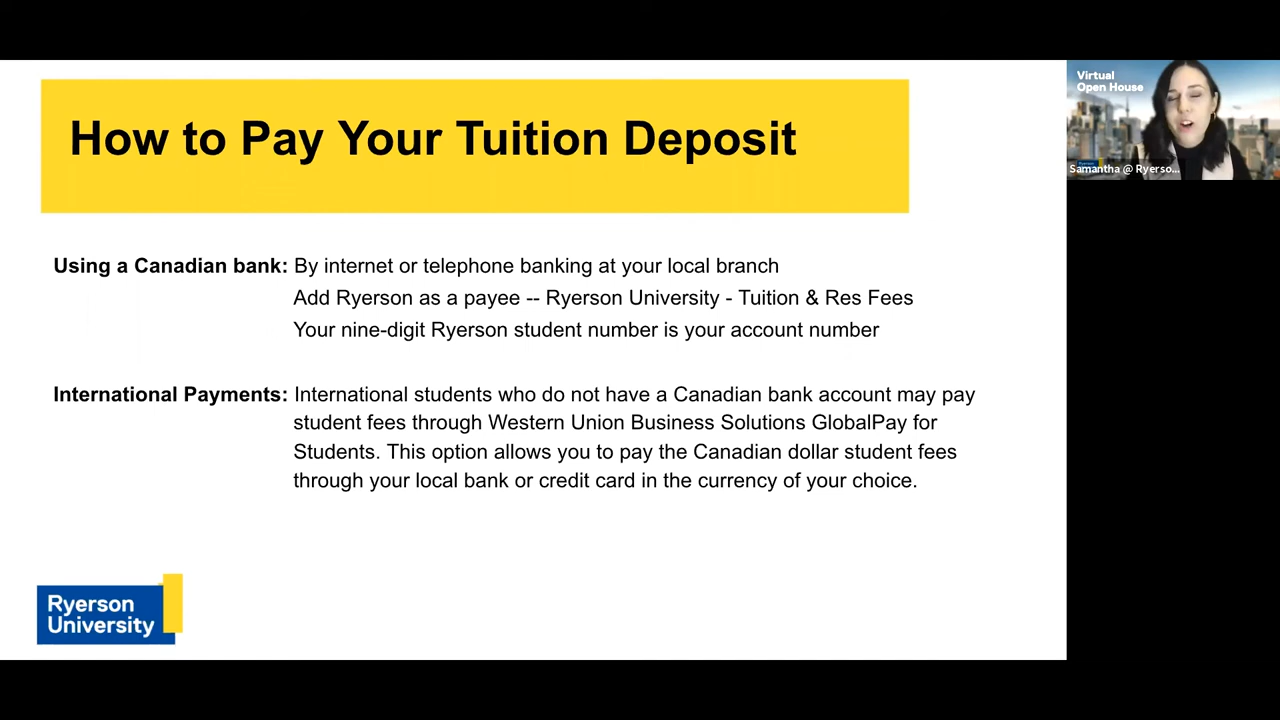 How to Pay Your Tuition Deposit
Virtual
Open House
Samantha @ Ryerso...
Using a Canadian bank: By internet or telephone banking at your local branch
Add Ryerson as a payee -- Ryerson University - Tuition & Res Fees
Your nine-digit Ryerson student number is your account number
International Payments: International students who do not have a Canadian bank account may pay
student fees through Western Union Business Solutions GlobalPay for
Students. This option allows you to pay the Canadian dollar student fees
through your local bank or credit card in the currency of your choice.
Ryerson
University